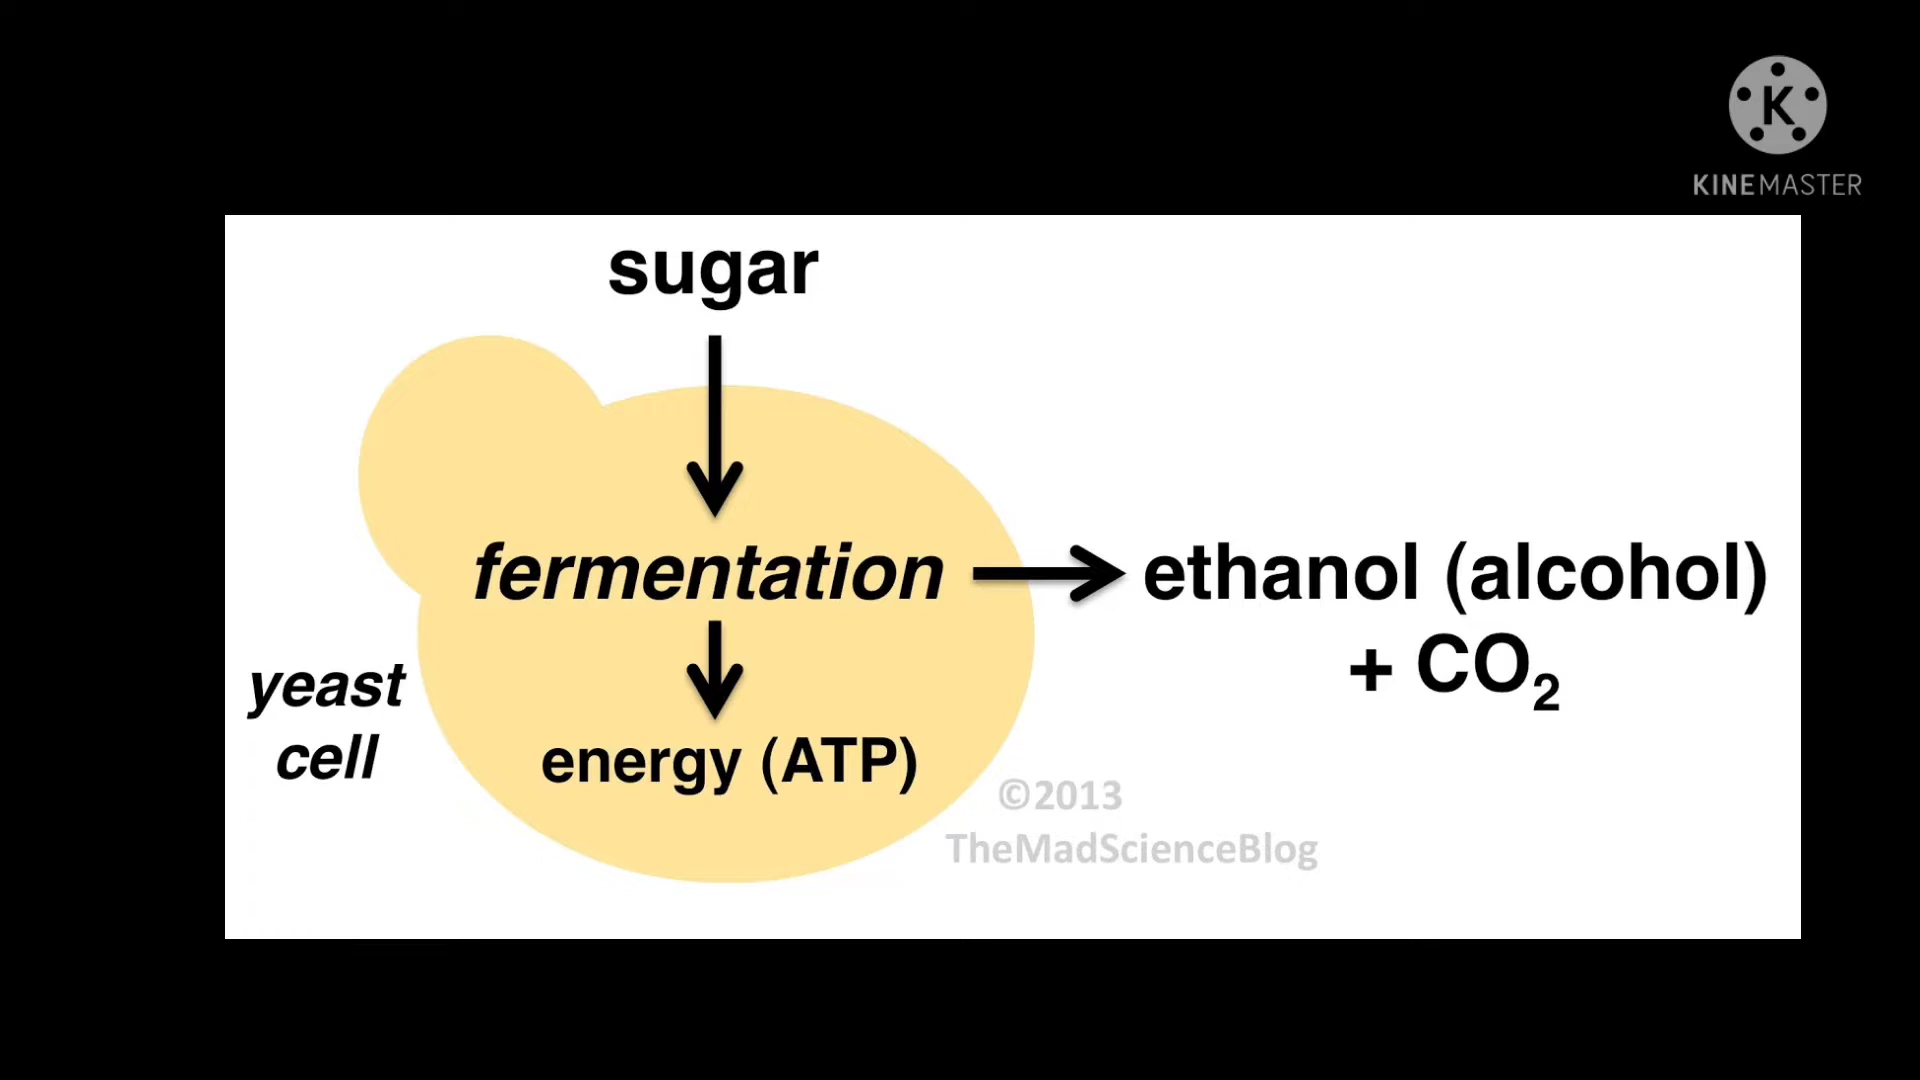 K
KINEMASTER
sugar
fermentation
ethanol (alcohol)
+ CO₂
yeast
cell
energy (ATP)
©2013
TheMadScienceBlog